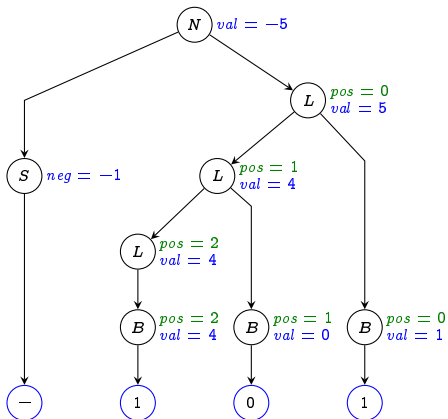 N val = −5
L pos = 0
val = 5
S neg = −1
L pos = 1
val = 4
L pos = 2
val = 4
B pos = 2
val = 4
B pos = 1
val = 0
B pos = 0
val = 1
−
1
0
1